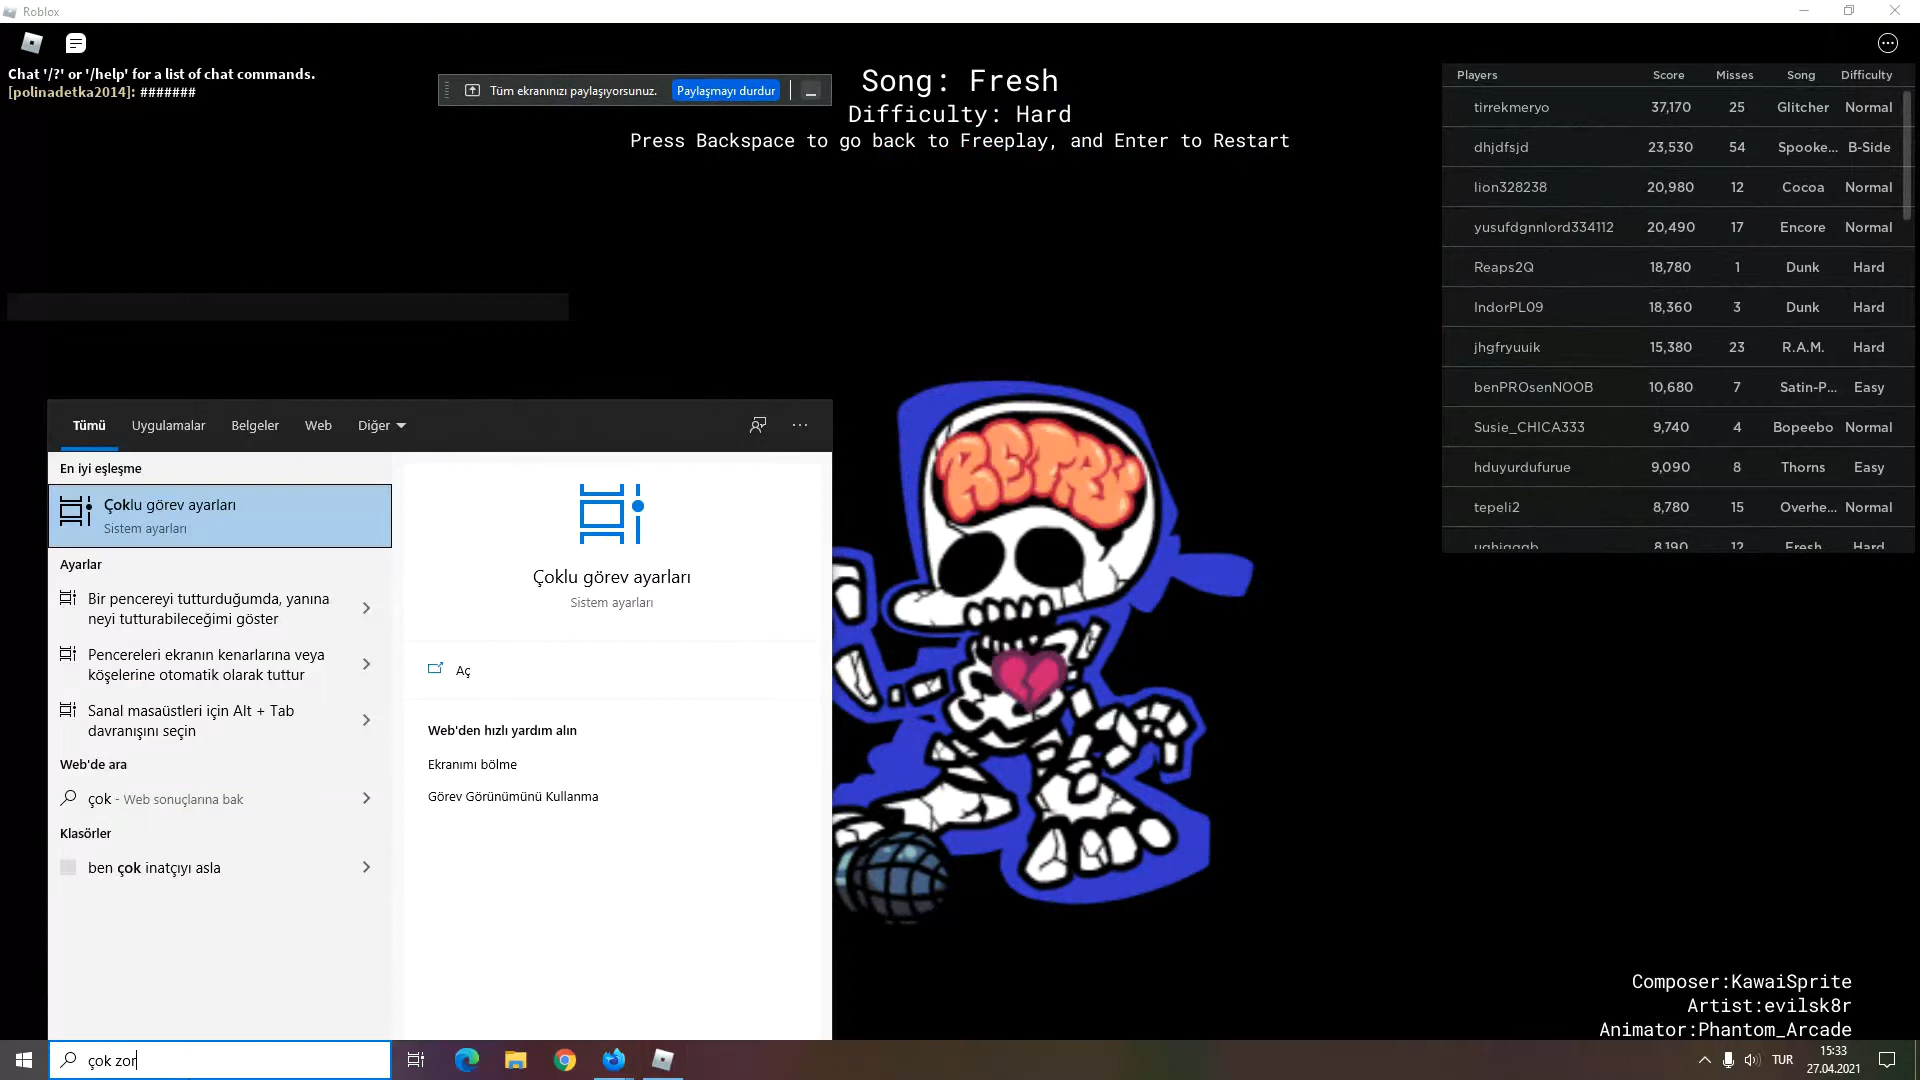 Roblox
Chat '/?' or '/help' for a list of chat commands.
[polinadetka2014]: #######
Tüm ekranınızı paylaşıyorsunuz. Paylaşmayı durdur
Song: Fresh
Difficulty: Hard
Press Backspace to go back to Freeplay, and Enter to Restart
Players Score Misses Song Difficulty
tirrekmeryo 37,170 25 Glitcher Normal
dhjdfsjd 23,530 54 Spooke... B-Side
lion328238 20,980 12 Cocoa Normal
yusufdgnnlord334112 20,490 17 Encore Normal
Reaps2Q 18,780 1 Dunk Hard
IndorPL09 18,360 3 Dunk Hard
jhgfryuuik 15,380 23 R.A.M. Hard
benPROsenNOOB 10,680 7 Satin-P... Easy
Susie_CHICA333 9,740 4 Bopeebo Normal
hduyurdufurue 9,090 8 Thorns Easy
tepeli2 8,780 15 Overhe... Normal
8,190 12 Fresh Hard
Tümü Uygulamalar Belgeler Web Diğer
En iyi eşleşme
Çoklu görev ayarları
Sistem ayarları
Ayarlar
Bir pencereyi tutturduğumda, yanına
neyi tutturabileceğimi göster
Pencereleri ekranın kenarlarına veya
köşelerine otomatik olarak tuttur
Sanal masaüstleri için Alt + Tab
davranışını seçin
Web'de ara
çok - Web sonuçlarına bak
Klasörler
ben çok inatçıyı asla
Çoklu görev ayarları
Sistem ayarları
Aç
Web'den hızlı yardım alın
Ekranımı bölme
Görev Görünümünü Kullanma
RETRY
Composer:KawaiSprite
Artist:evilsk8r
Animator:Phantom_Arcade
çok zor
TUR
15:33
27.04.2021